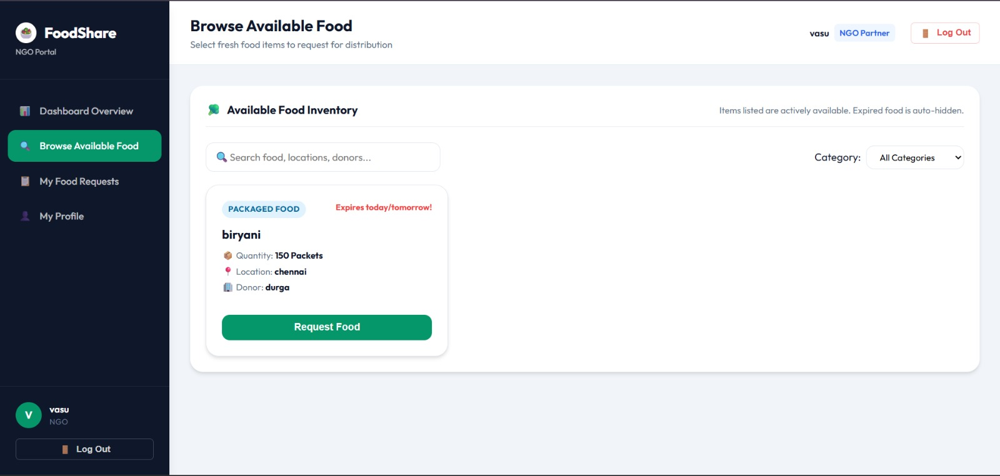 FoodShare
NGO Portal
Dashboard Overview
Browse Available Food
My Food Requests
My Profile
V
vasu
NGO
Log Out
Browse Available Food
Select fresh food items to request for distribution
vasu
NGO Partner
Log Out
Available Food Inventory
Items listed are actively available. Expired food is auto-hidden.
Search food, locations, donors...
Category:
All Categories
PACKAGED FOOD
Expires today/tomorrow!
biryani
Quantity: 150 Packets
Location: chennai
Donor: durga
Request Food